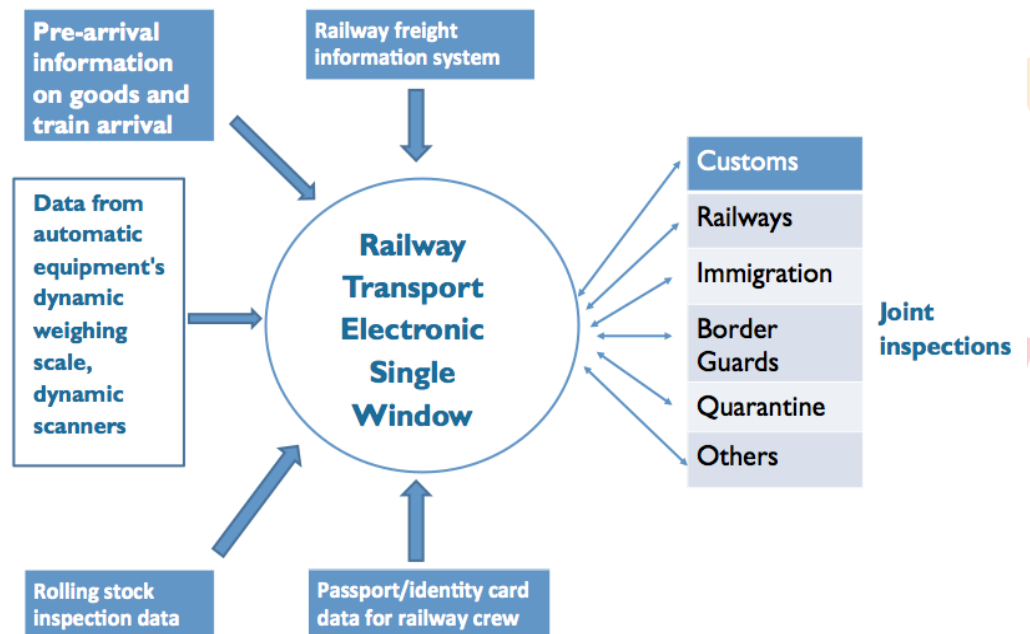 Pre-arrival
information
on goods and
train arrival
Railway freight
information system
Data from
automatic
equipment's
dynamic
weighing
scale,
dynamic
scanners
Railway
Transport
Electronic
Single
Window
Customs
Railways
Immigration
Border
Guards
Quarantine
Others
Joint
inspections
Rolling stock
inspection data
Passport/identity card
data for railway crew